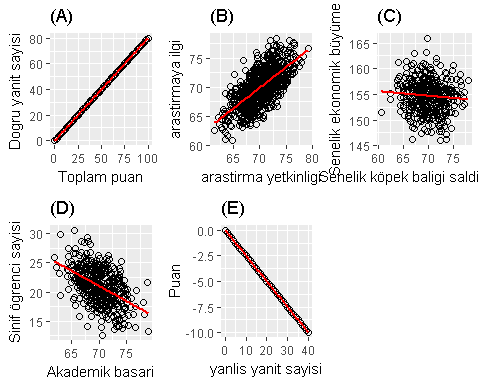 (A)
Doğru yanit sayisi
80
60
40
20
0
0 25 50 75 100
Toplam puan
(B)
arastirmaya ilgi
75
70
65
60
65 70 75 80
arastirma yetkinligi
(C)
Senelik ekonomik büyüme
165
160
155
150
145
60 65 70 75
Senelik köpek baligi saldi
(D)
Sinif öğrenci sayisi
30
25
20
15
65 70 75
Akademik basari
(E)
Puan
0.0
-2.5
-5.0
-7.5
-10.0
0 10 20 30 40
yanlis yanit sayisi